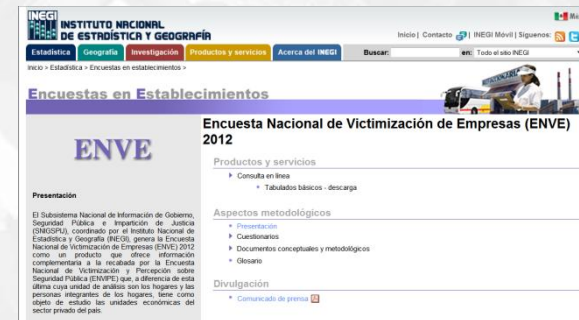 INEGI
INSTITUTO NACIONAL
DE ESTADÍSTICA Y GEOGRAFÍA
Inicio | Contacto | INEGI Móvil | Síguenos:
Estadística Geografía Investigación Productos y servicios Acerca del INEGI Buscar: en: Todo el sitio INEGI
Inicio > Estadística > Encuestas en establecimientos >
Encuestas en Establecimientos
ENVE
Presentación
El Subsistema Nacional de Información de Gobierno,
Seguridad Pública e Impartición de Justicia
(SNIGSPIJ), coordinado por el Instituto Nacional de
Estadística y Geografía (INEGI), genera la Encuesta
Nacional de Victimización de Empresas (ENVE) 2012
como un producto que ofrece información
complementaria a la recabada por la Encuesta
Nacional de Victimización y Percepción sobre
Seguridad Pública (ENVIPE) que, a diferencia de esta
última cuya unidad de análisis son los hogares y las
personas integrantes de los hogares, tiene como
objeto de estudio las unidades económicas del
sector privado del país.
Encuesta Nacional de Victimización de Empresas (ENVE)
2012
Productos y servicios
Consulta en línea
Tabulados básicos - descarga
Aspectos metodológicos
Presentación
Cuestionarios
Documentos conceptuales y metodológicos
Glosario
Divulgación
Comunicado de prensa